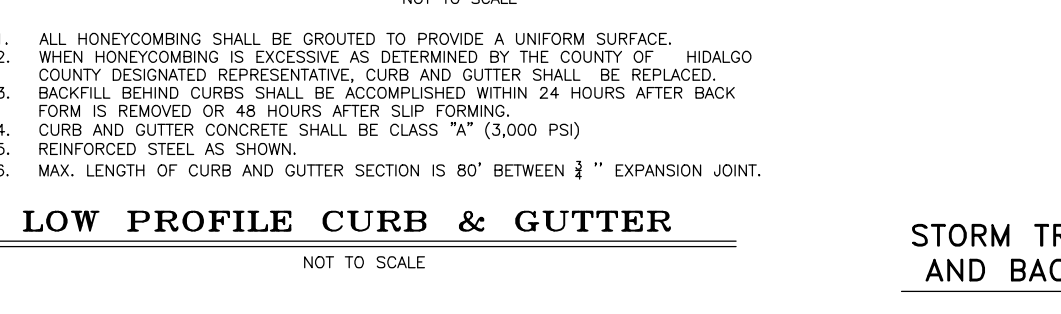 NOT TO SCALE
1. ALL HONEYCOMBING SHALL BE GROUTED TO PROVIDE A UNIFORM SURFACE.
2. WHEN HONEYCOMBING IS EXCESSIVE AS DETERMINED BY THE COUNTY OF HIDALGO
COUNTY DESIGNATED REPRESENTATIVE, CURB AND GUTTER SHALL BE REPLACED.
3. BACKFILL BEHIND CURBS SHALL BE ACCOMPLISHED WITHIN 24 HOURS AFTER BACK
FORM IS REMOVED OR 48 HOURS AFTER SLIP FORMING.
4. CURB AND GUTTER CONCRETE SHALL BE CLASS "A" (3,000 PSI)
5. REINFORCED STEEL AS SHOWN.
6. MAX. LENGTH OF CURB AND GUTTER SECTION IS 80' BETWEEN 3/4 '' EXPANSION JOINT.
LOW PROFILE CURB & GUTTER
NOT TO SCALE
STORM TR
AND BAC